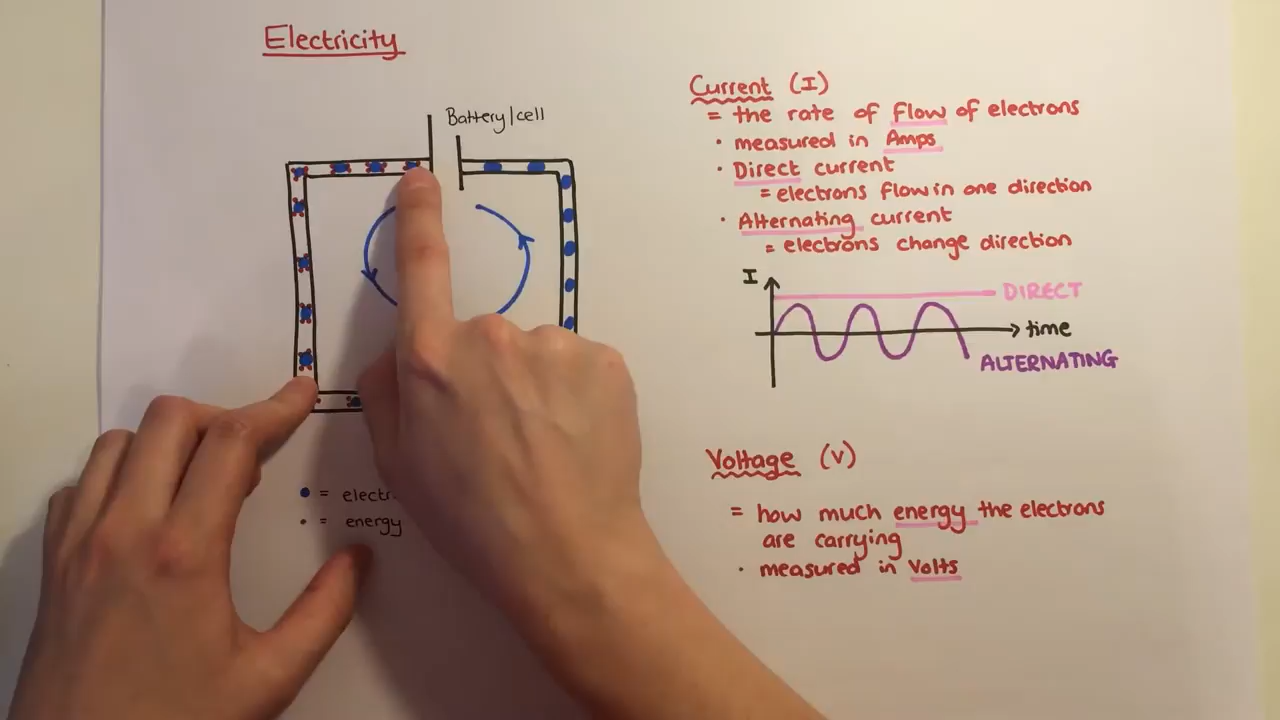 Electricity
Battery/cell
= 
= energy
Current (I)
= the rate of flow of electrons
· measured in Amps
· Direct current
= electrons flow in one direction
· Alternating current
= electrons change direction
I
DIRECT
time
ALTERNATING
Voltage (V)
= how much energy the electrons
are carrying
· measured in Volts